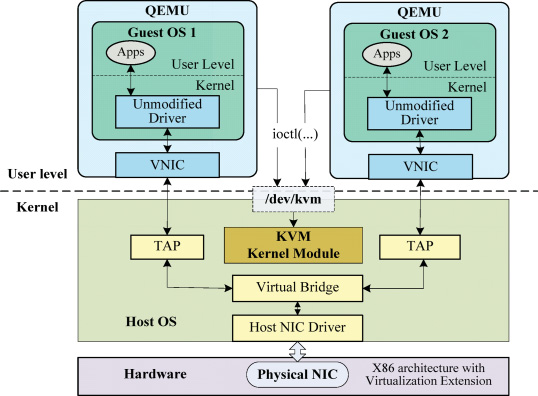 QEMU
Guest OS 1
Apps
User Level
Kernel
Unmodified
Driver
VNIC
QEMU
Guest OS 2
Apps
User Level
Kernel
Unmodified
Driver
VNIC
ioctl(...)
User level
Kernel
/dev/kvm
TAP
KVM
Kernel Module
TAP
Virtual Bridge
Host OS
Host NIC Driver
Hardware
Physical NIC
X86 architecture with
Virtualization Extension